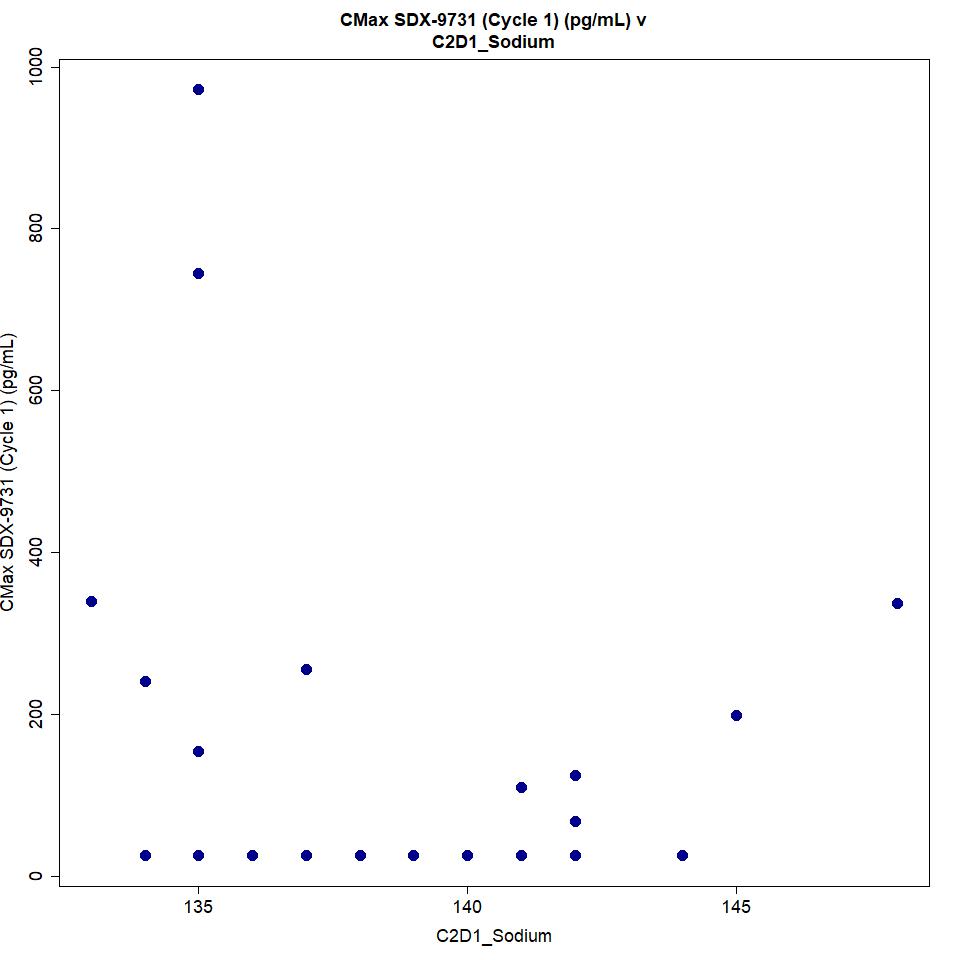 CMax SDX-9731 (Cycle 1) (pg/mL) v
C2D1_Sodium
1000
800
600
400
200
0
CMax SDX-9731 (Cycle 1) (pg/mL)
135 140 145
C2D1_Sodium